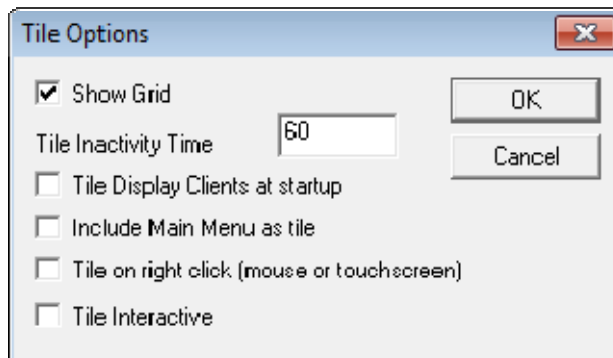 Tile Options
Show Grid
OK
Tile Inactivity Time
60
Cancel
Tile Display Clients at startup
Include Main Menu as tile
Tile on right click (mouse or touchscreen)
Tile Interactive